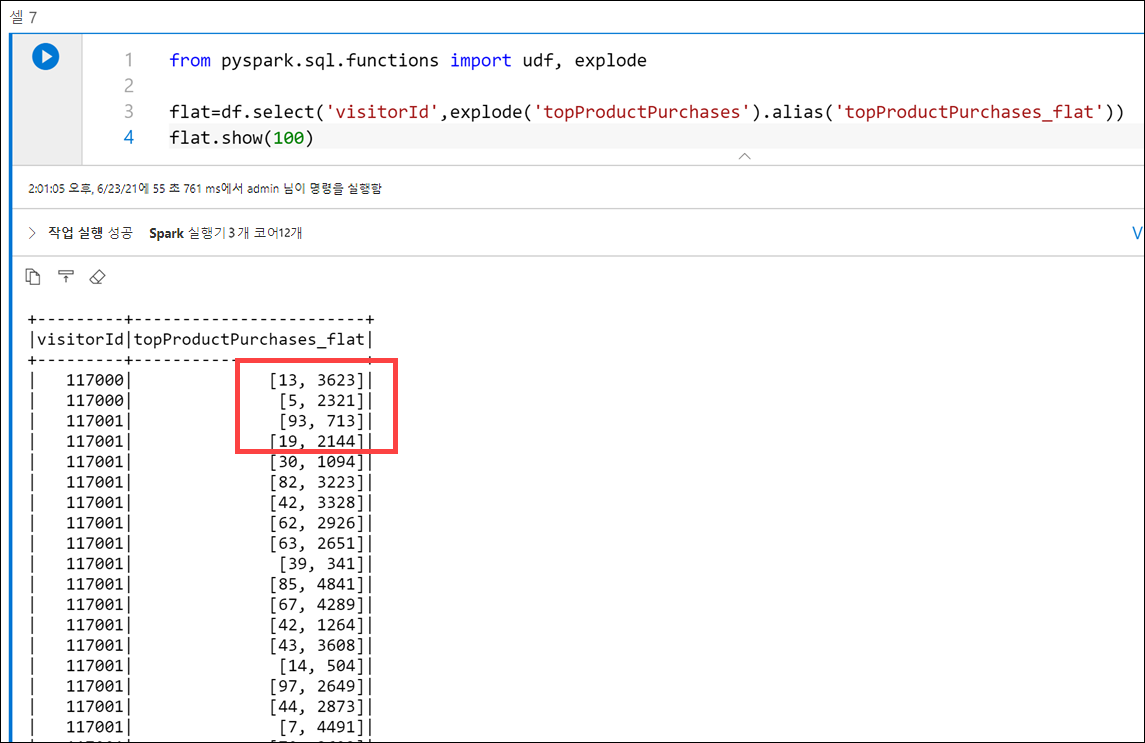 셀 7
1 from pyspark.sql.functions import udf, explode
2
3 flat=df.select('visitorId',explode('topProductPurchases').alias('topProductPurchases_flat'))
4 flat.show(100)
2:01:05 오후, 6/23/21에 55 초 761 ms에서 admin 님이 명령을 실행함
작업 실행 성공 Spark 실행기 3 개 코어12개
V
+---------+------------------------+
|visitorId|topProductPurchases_flat|
+---------+------------------------+
| 117000| [13, 3623]|
| 117000| [5, 2321]|
| 117001| [93, 713]|
| 117001| [19, 2144]|
| 117001| [30, 1094]|
| 117001| [82, 3223]|
| 117001| [42, 3328]|
| 117001| [62, 2926]|
| 117001| [63, 2651]|
| 117001| [39, 341]|
| 117001| [85, 4841]|
| 117001| [67, 4289]|
| 117001| [42, 1264]|
| 117001| [43, 3608]|
| 117001| [14, 504]|
| 117001| [97, 2649]|
| 117001| [44, 2873]|
| 117001| [7, 4491]|